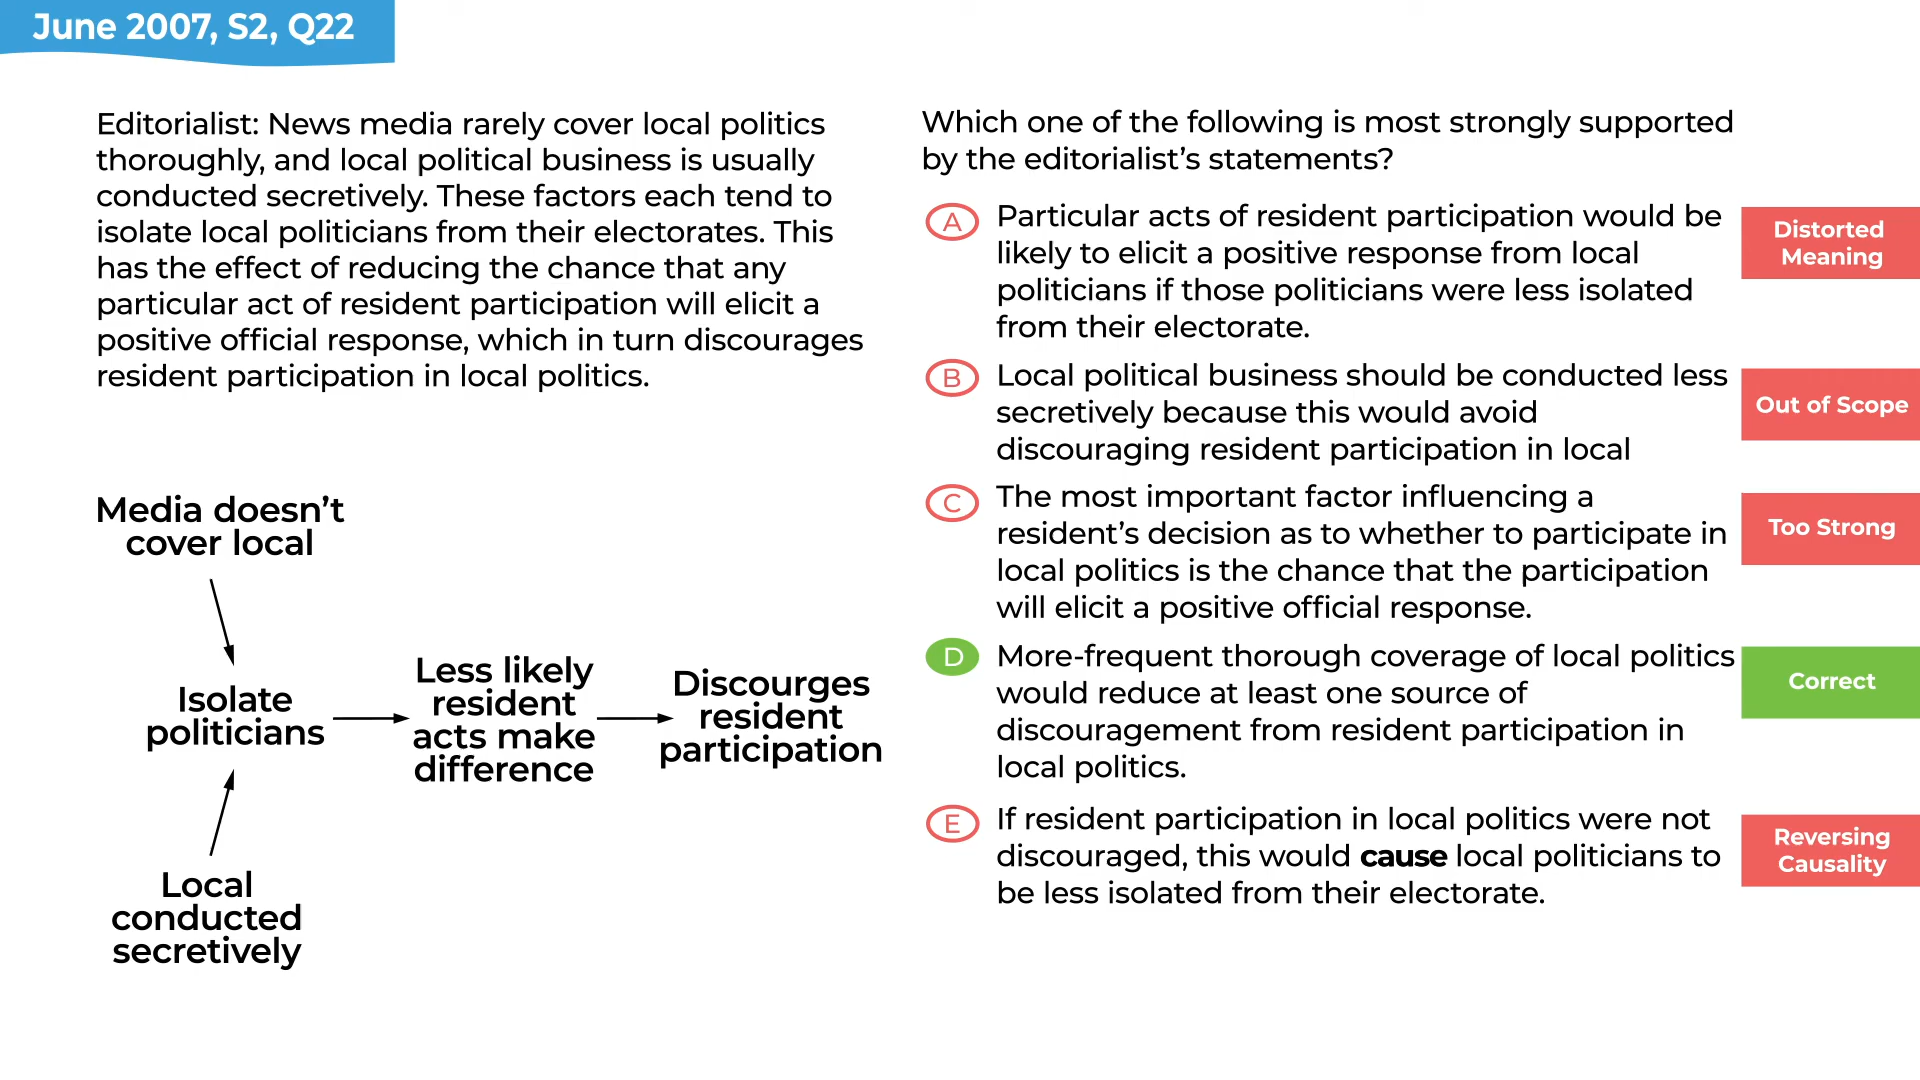 June 2007, S2, Q22
Editorialist: News media rarely cover local politics
thoroughly, and local political business is usually
conducted secretively. These factors each tend to
isolate local politicians from their electorates. This
has the effect of reducing the chance that any
particular act of resident participation will elicit a
positive official response, which in turn discourages
resident participation in local politics.
Media doesn't
cover local
Isolate
politicians
Local
conducted
secretively
Less likely
resident
acts make
difference
Discourges
resident
participation
Which one of the following is most strongly supported
by the editorialist's statements?
A Particular acts of resident participation would be
likely to elicit a positive response from local
politicians if those politicians were less isolated
from their electorate.
Distorted
Meaning
B Local political business should be conducted less
secretively because this would avoid
discouraging resident participation in local
Out of Scope
C The most important factor influencing a
resident's decision as to whether to participate in
local politics is the chance that the participation
will elicit a positive official response.
Too Strong
D More-frequent thorough coverage of local politics
would reduce at least one source of
discouragement from resident participation in
local politics.
Correct
E If resident participation in local politics were not
discouraged, this would cause local politicians to
be less isolated from their electorate.
Reversing
Causality